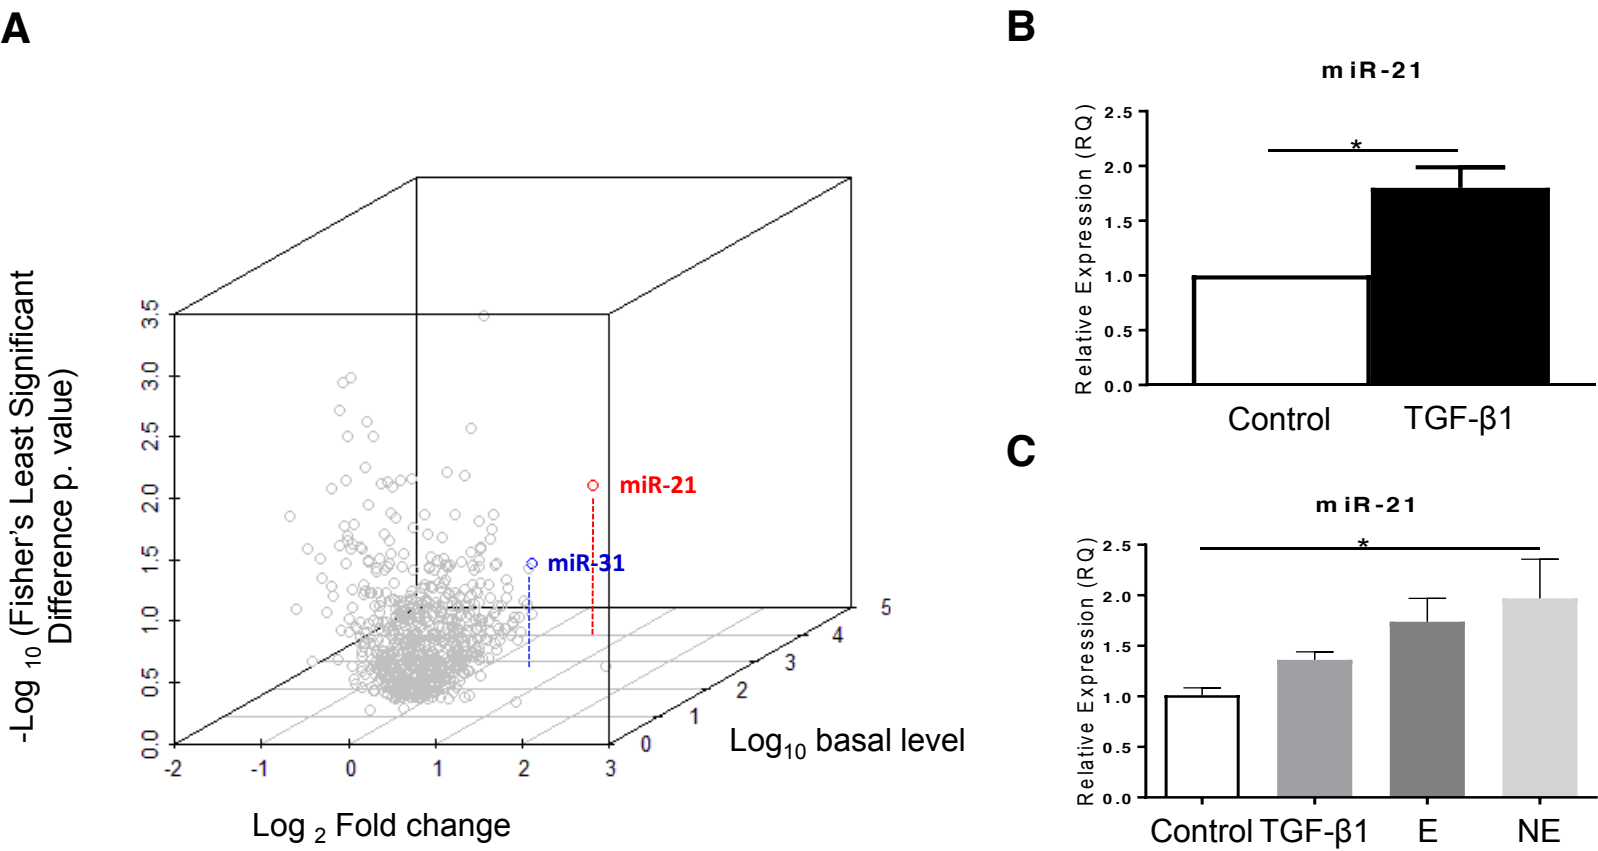 A
-Log 10 (Fisher's Least Significant
Difference p. value)
3.5
3.0
2.5
2.0
1.5
1.0
0.5
0.0
-2
-1
0
1
2
3
0
1
2
3
4
5
miR-21
miR-31
Log 2 Fold change
Log10 basal level
B
miR-21
Relative Expression (RQ)
2.5
2.0
1.5
1.0
0.5
0.0
*
Control
TGF-β1
C
miR-21
Relative Expression (RQ)
2.5
2.0
1.5
1.0
0.5
0.0
*
Control
TGF-β1
E
NE